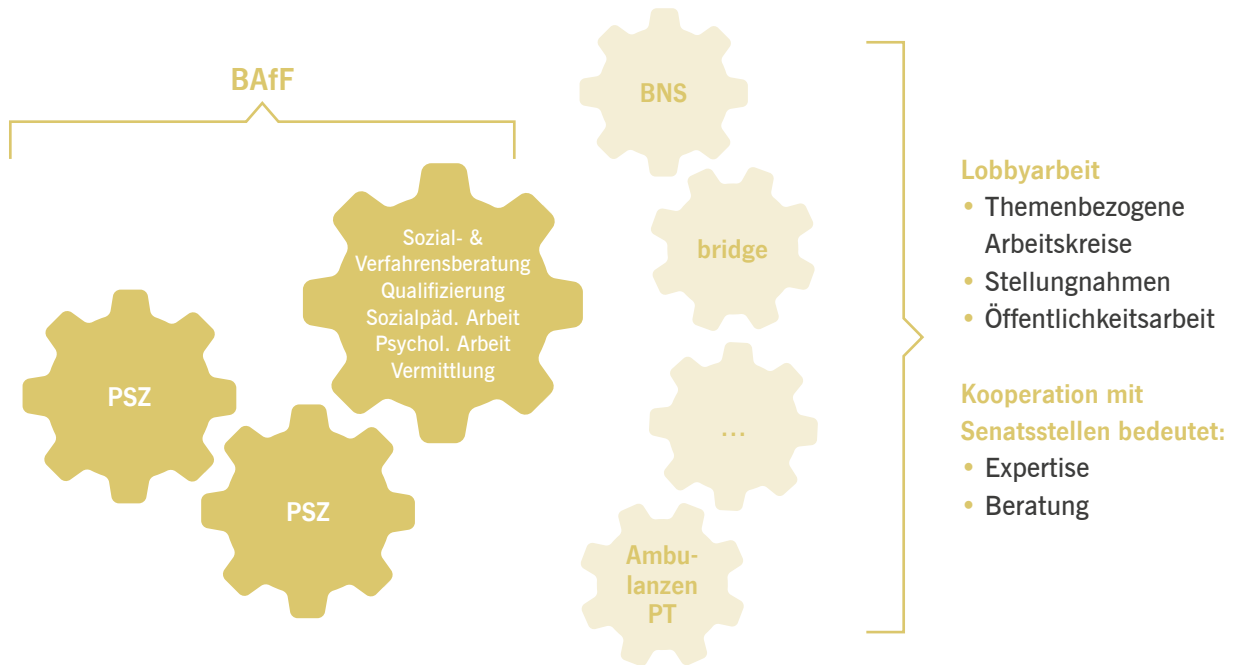 BAfF
Sozial- &
Verfahrensberatung
Qualifizierung
Sozialpäd. Arbeit
Psychol. Arbeit
Vermittlung
PSZ
PSZ
BNS
bridge
...
Ambu-
lanzen
PT
Lobbyarbeit
• Themenbezogene
Arbeitskreise
• Stellungnahmen
• Öffentlichkeitsarbeit
Kooperation mit
Senatsstellen bedeutet:
• Expertise
• Beratung